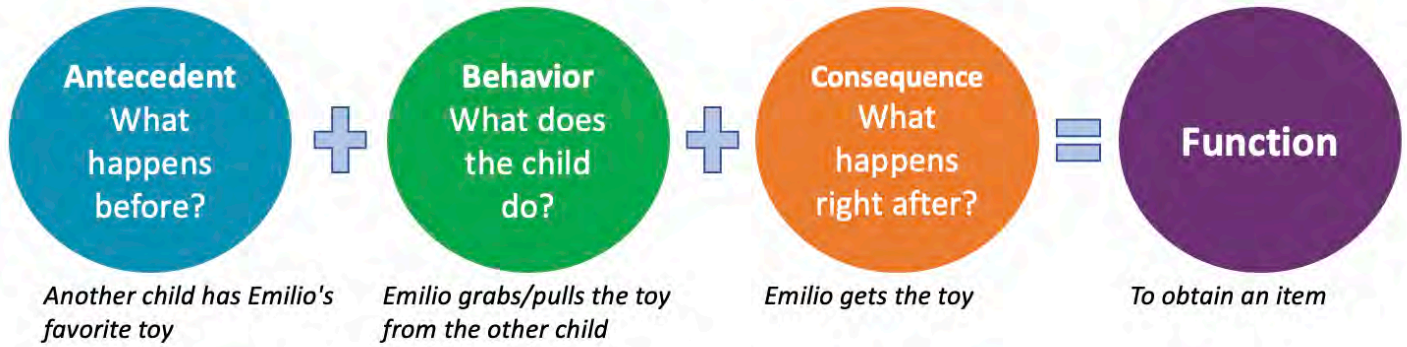 Antecedent
What
happens
before?
Behavior
What does
the child
do?
Consequence
What
happens
right after?
Function
Another child has Emilio's
favorite toy
Emilio grabs/pulls the toy
from the other child
Emilio gets the toy
To obtain an item